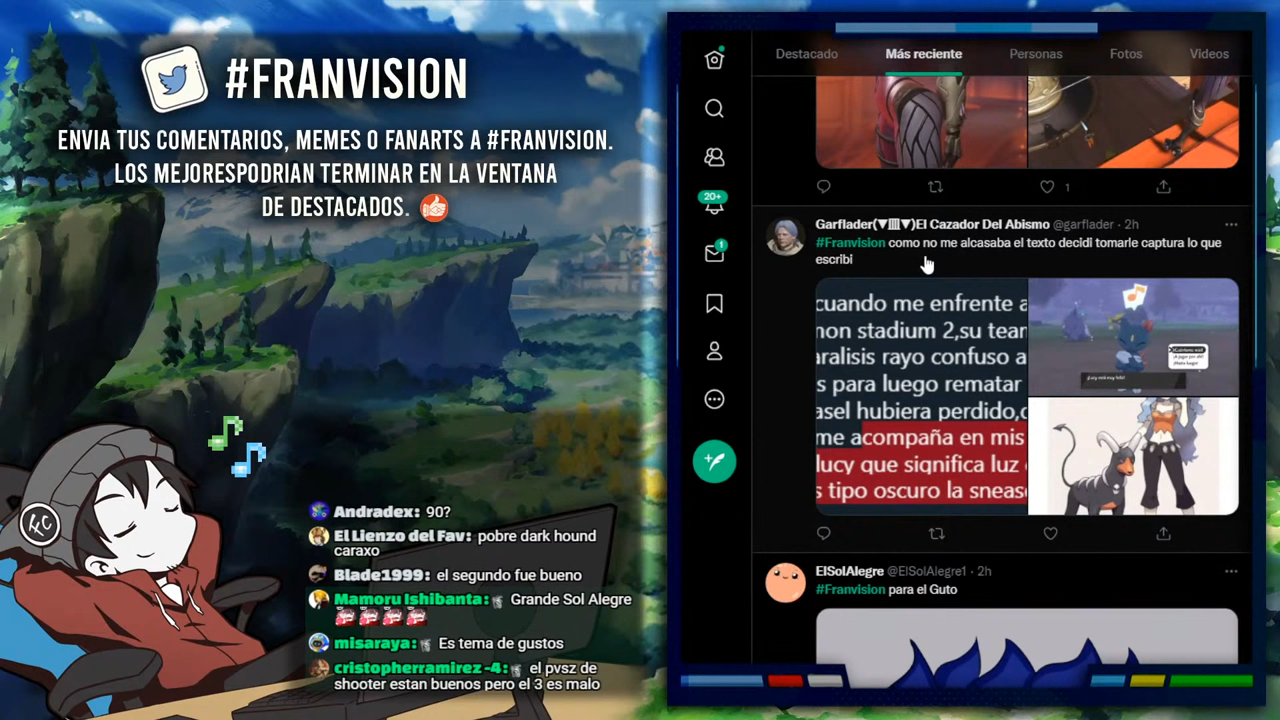 #FRANVISION
ENVIA TUS COMENTARIOS, MEMES O FANARTS A #FRANVISION.
LOS MEJORESPODRIAN TERMINAR EN LA VENTANA
DE DESTACADOS.
FC
Andradex: 90?
El Lienzo del Fav: pobre dark hound
caraxo
Blade1999: el segundo fue bueno
Mamoru Ishibanta: Grande Sol Alegre
misaraya: Es tema de gustos
cristopherramirez -4: el pvsz de
shooter estan buenos pero el 3 es malo
Destacado Más reciente Personas Fotos Videos
20+
1
1
Garflader(▼皿▼)El Cazador Del Abismo @garflader · 2h
#Franvision como no me alcasaba el texto decidi tomarle captura lo que
escribi
cuando me enfrente a
mon stadium 2,su team
aralisis rayo confuso a
s para luego rematar
asel hubiera perdido,
me acompaña en mis
lucy que significa luz
s tipo oscuro la snease
ElSolAlegre @ElSolAlegre1 · 2h
#Franvision para el Guto